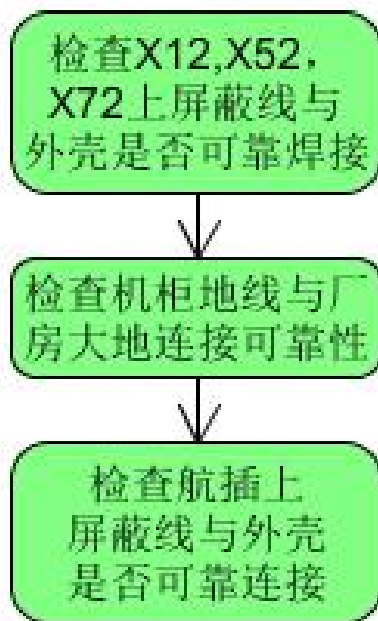 检查X12,X52，
X72上屏蔽线与
外壳是否可靠焊接
检查机柜地线与厂
房大地连接可靠性
检查航插上
屏蔽线与外壳
是否可靠连接